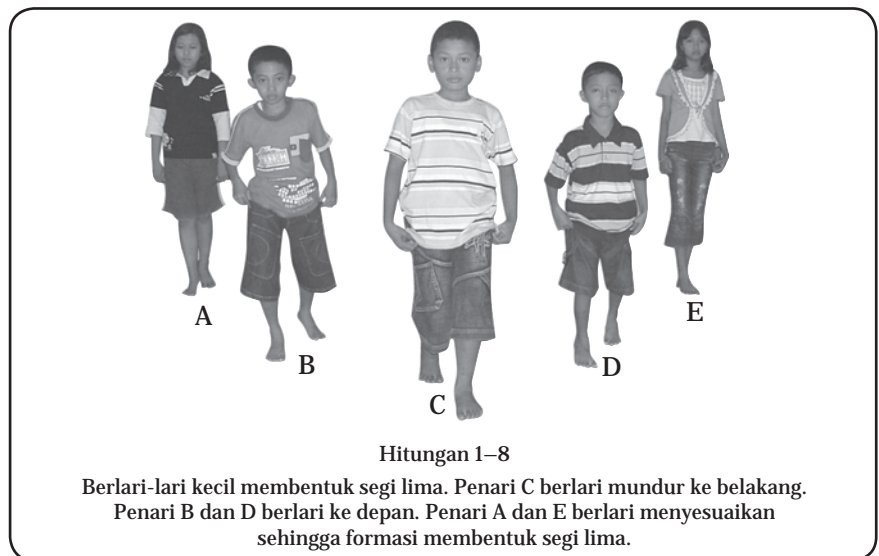 A
E
B
D
C
Hitungan 1–8
Berlari-lari kecil membentuk segi lima. Penari C berlari mundur ke belakang.
Penari B dan D berlari ke depan. Penari A dan E berlari menyesuaikan
sehingga formasi membentuk segi lima.